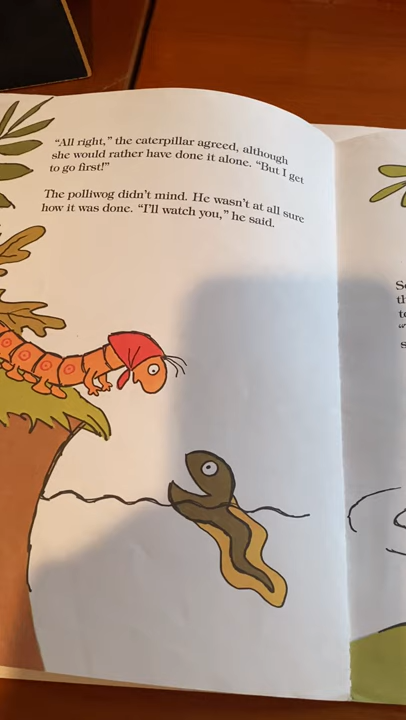 "All right," the caterpillar agreed, although
she would rather have done it alone. "But I get
to go first!"
The polliwog didn't mind. He wasn't at all sure
how it was done. "I'll watch you," he said.